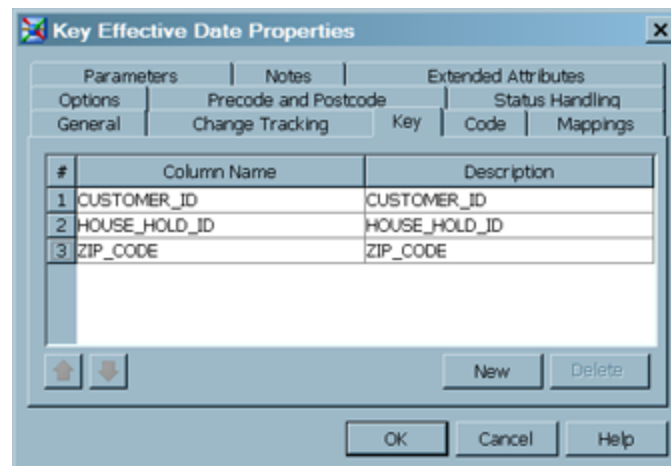 Key Effective Date Properties
Parameters Notes Extended Attributes
Options Precode and Postcode Status Handling
General Change Tracking Key Code Mappings
# Column Name Description
1 CUSTOMER_ID CUSTOMER_ID
2 HOUSE_HOLD_ID HOUSE_HOLD_ID
3 ZIP_CODE ZIP_CODE
New Delete
OK Cancel Help